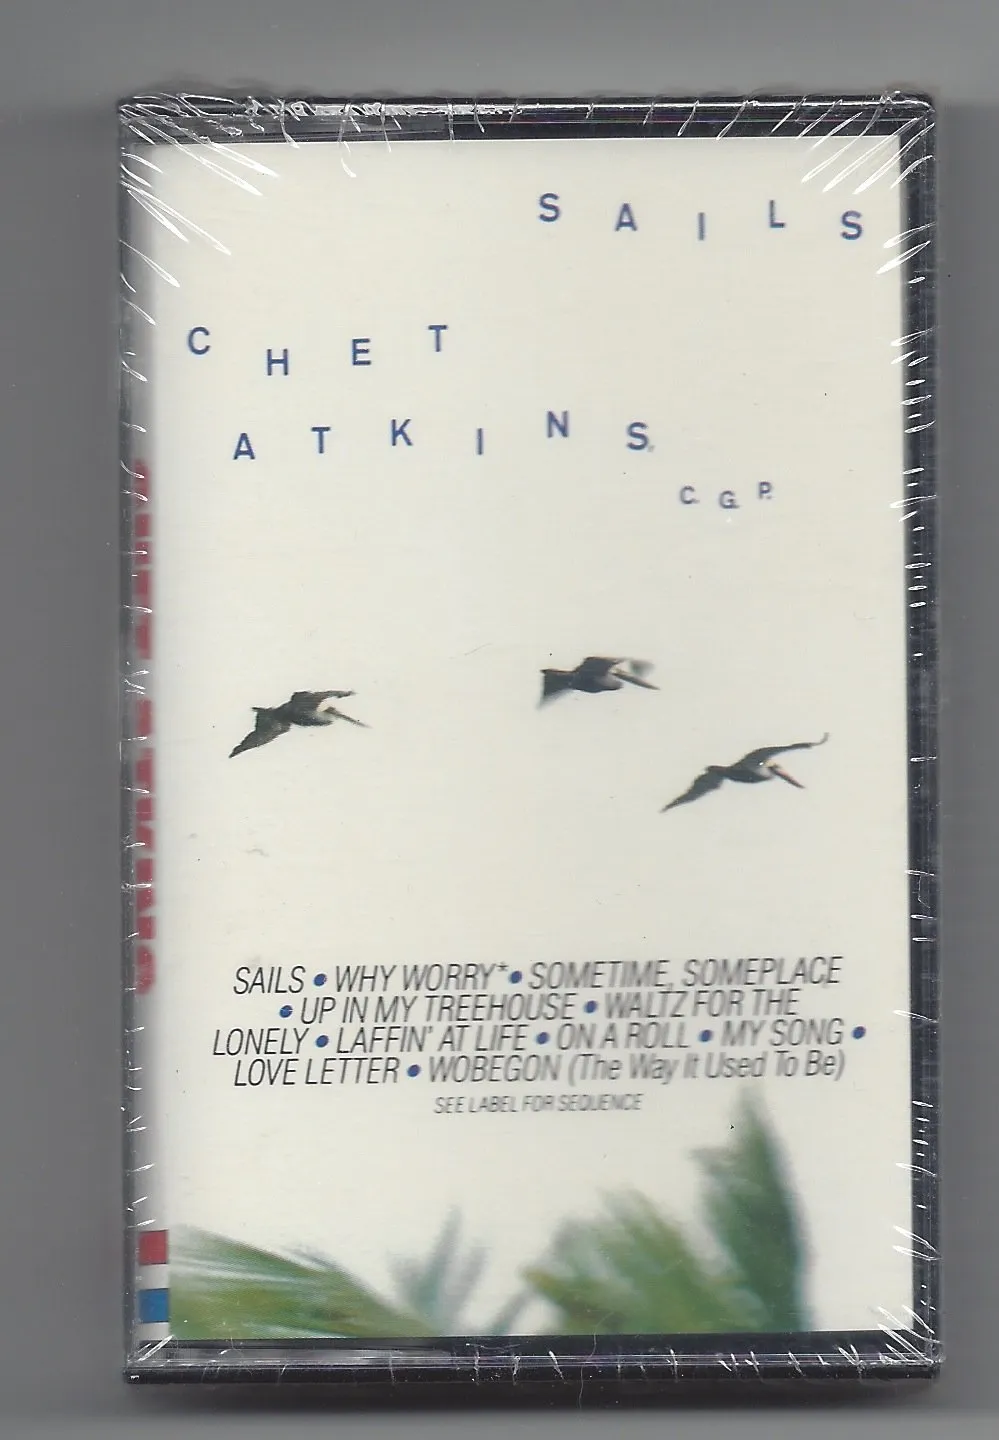 SAILS
CHET
ATKINS
C.G.P.
SAILS • WHY WORRY* • SOMETIME, SOMEPLACE
• UP IN MY TREEHOUSE • WALTZ FOR THE
LONELY • LAFFIN' AT LIFE • ON A ROLL • MY SONG •
LOVE LETTER • WOBEGON (The Way It Used To Be)
SEE LABEL FOR SEQUENCE